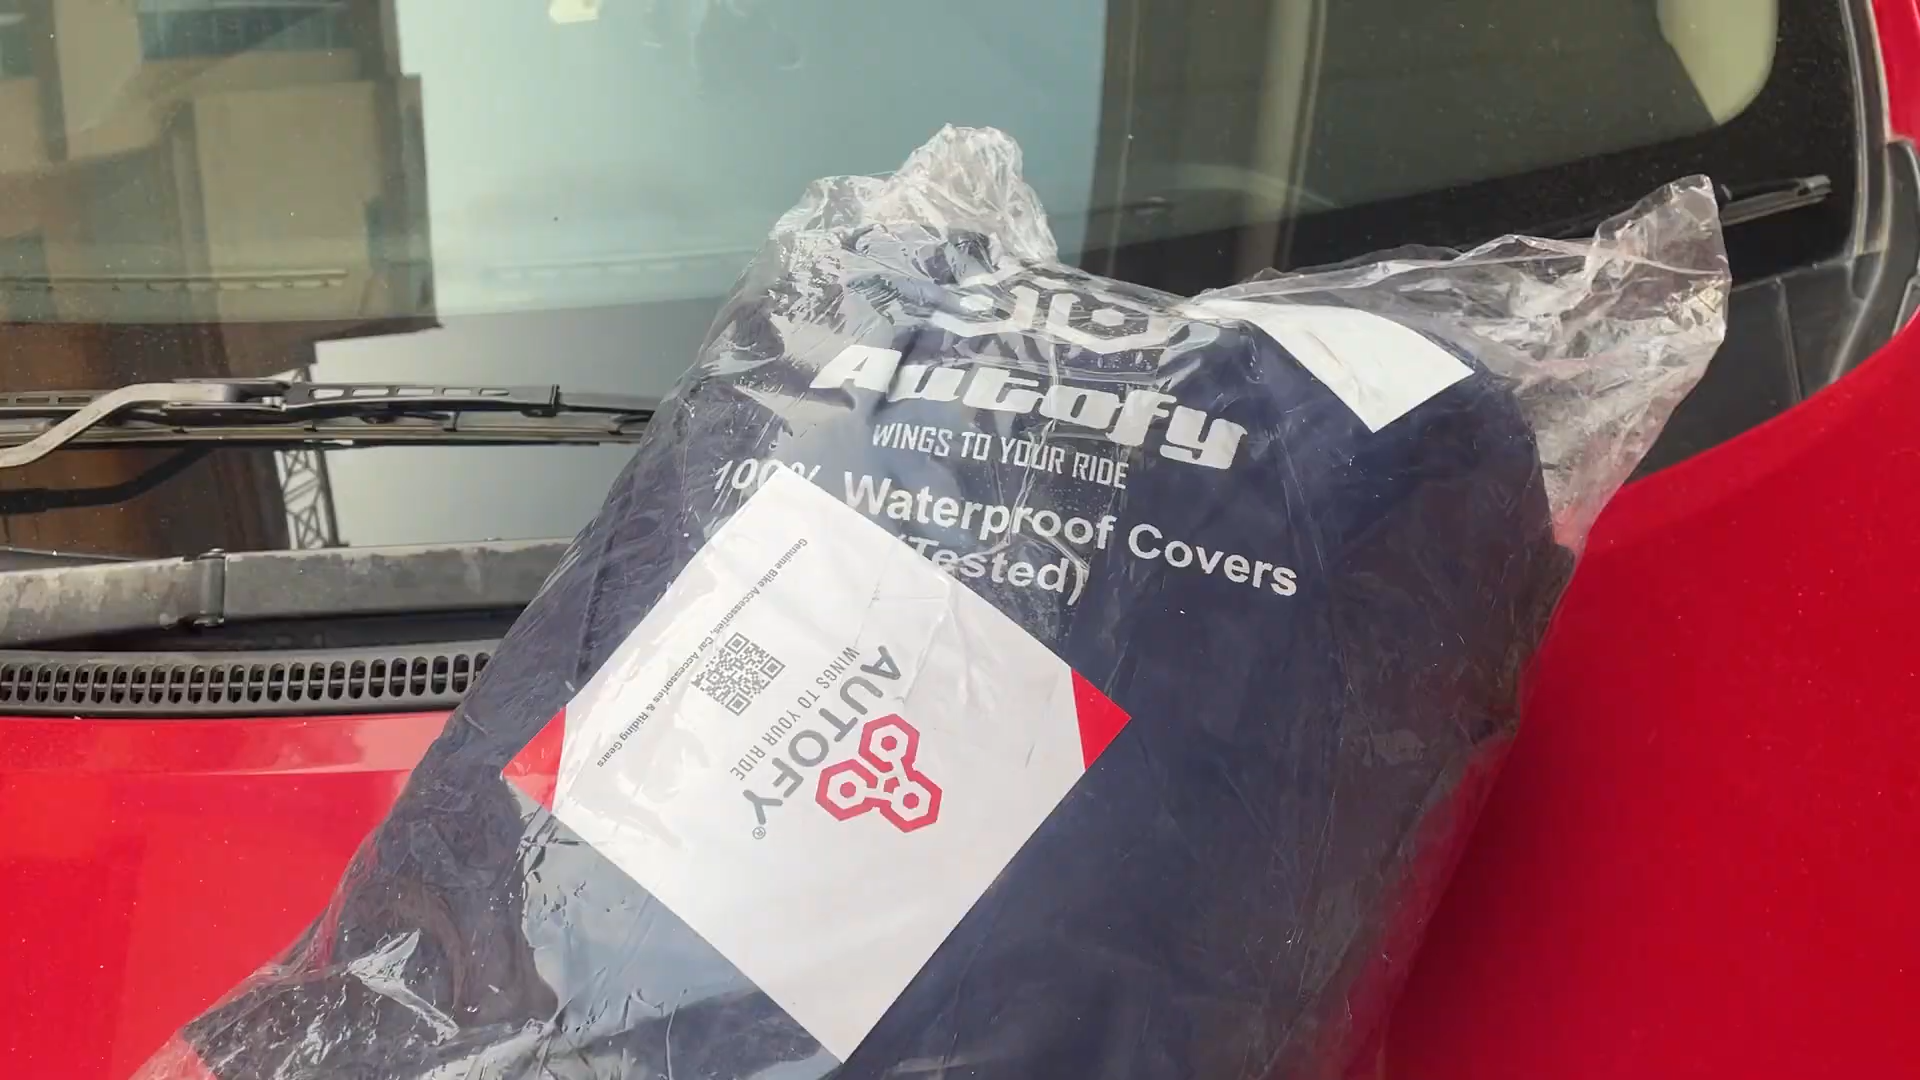 Autofy
WINGS TO YOUR RIDE
100% Waterproof Covers
(Tested)
AUTOFY®
WINGS TO YOUR RIDE
Genuine Bike Accessories, Car Accessories & Riding Gears